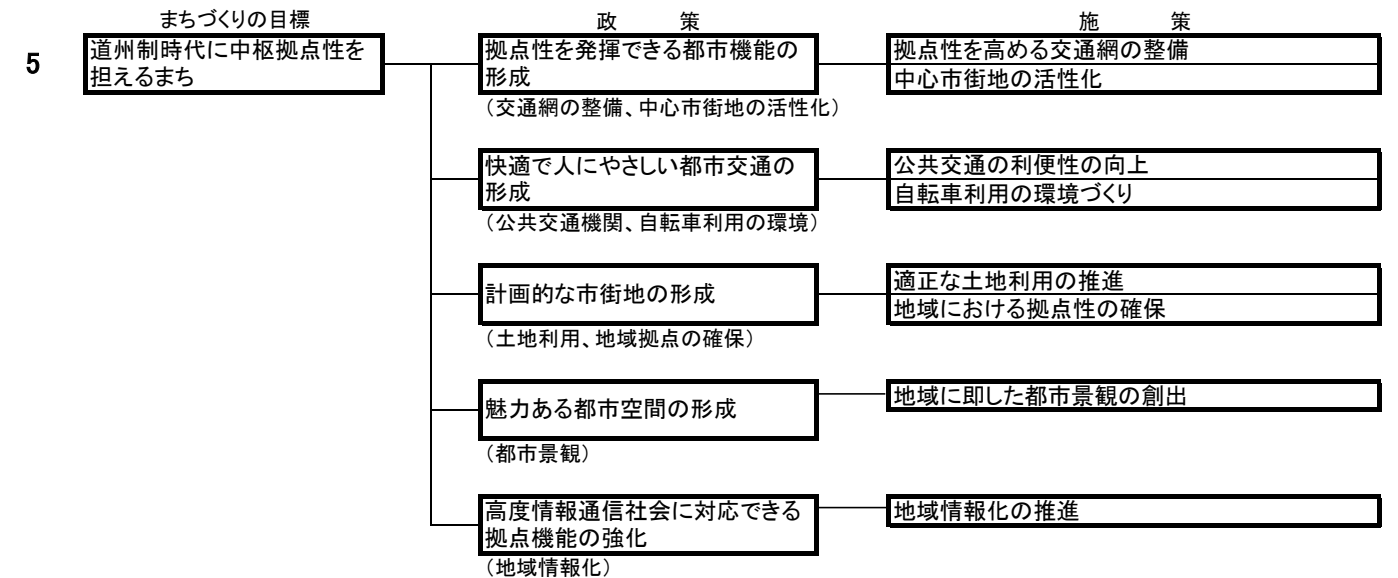 まちづくりの目標
政　　策
施　　策
5
道州制時代に中枢拠点性を
担えるまち
拠点性を発揮できる都市機能の
形成
（交通網の整備、中心市街地の活性化）
拠点性を高める交通網の整備
中心市街地の活性化
快適で人にやさしい都市交通の
形成
（公共交通機関、自転車利用の環境）
公共交通の利便性の向上
自転車利用の環境づくり
計画的な市街地の形成
（土地利用、地域拠点の確保）
適正な土地利用の推進
地域における拠点性の確保
魅力ある都市空間の形成
（都市景観）
地域に即した都市景観の創出
高度情報通信社会に対応できる
拠点機能の強化
（地域情報化）
地域情報化の推進